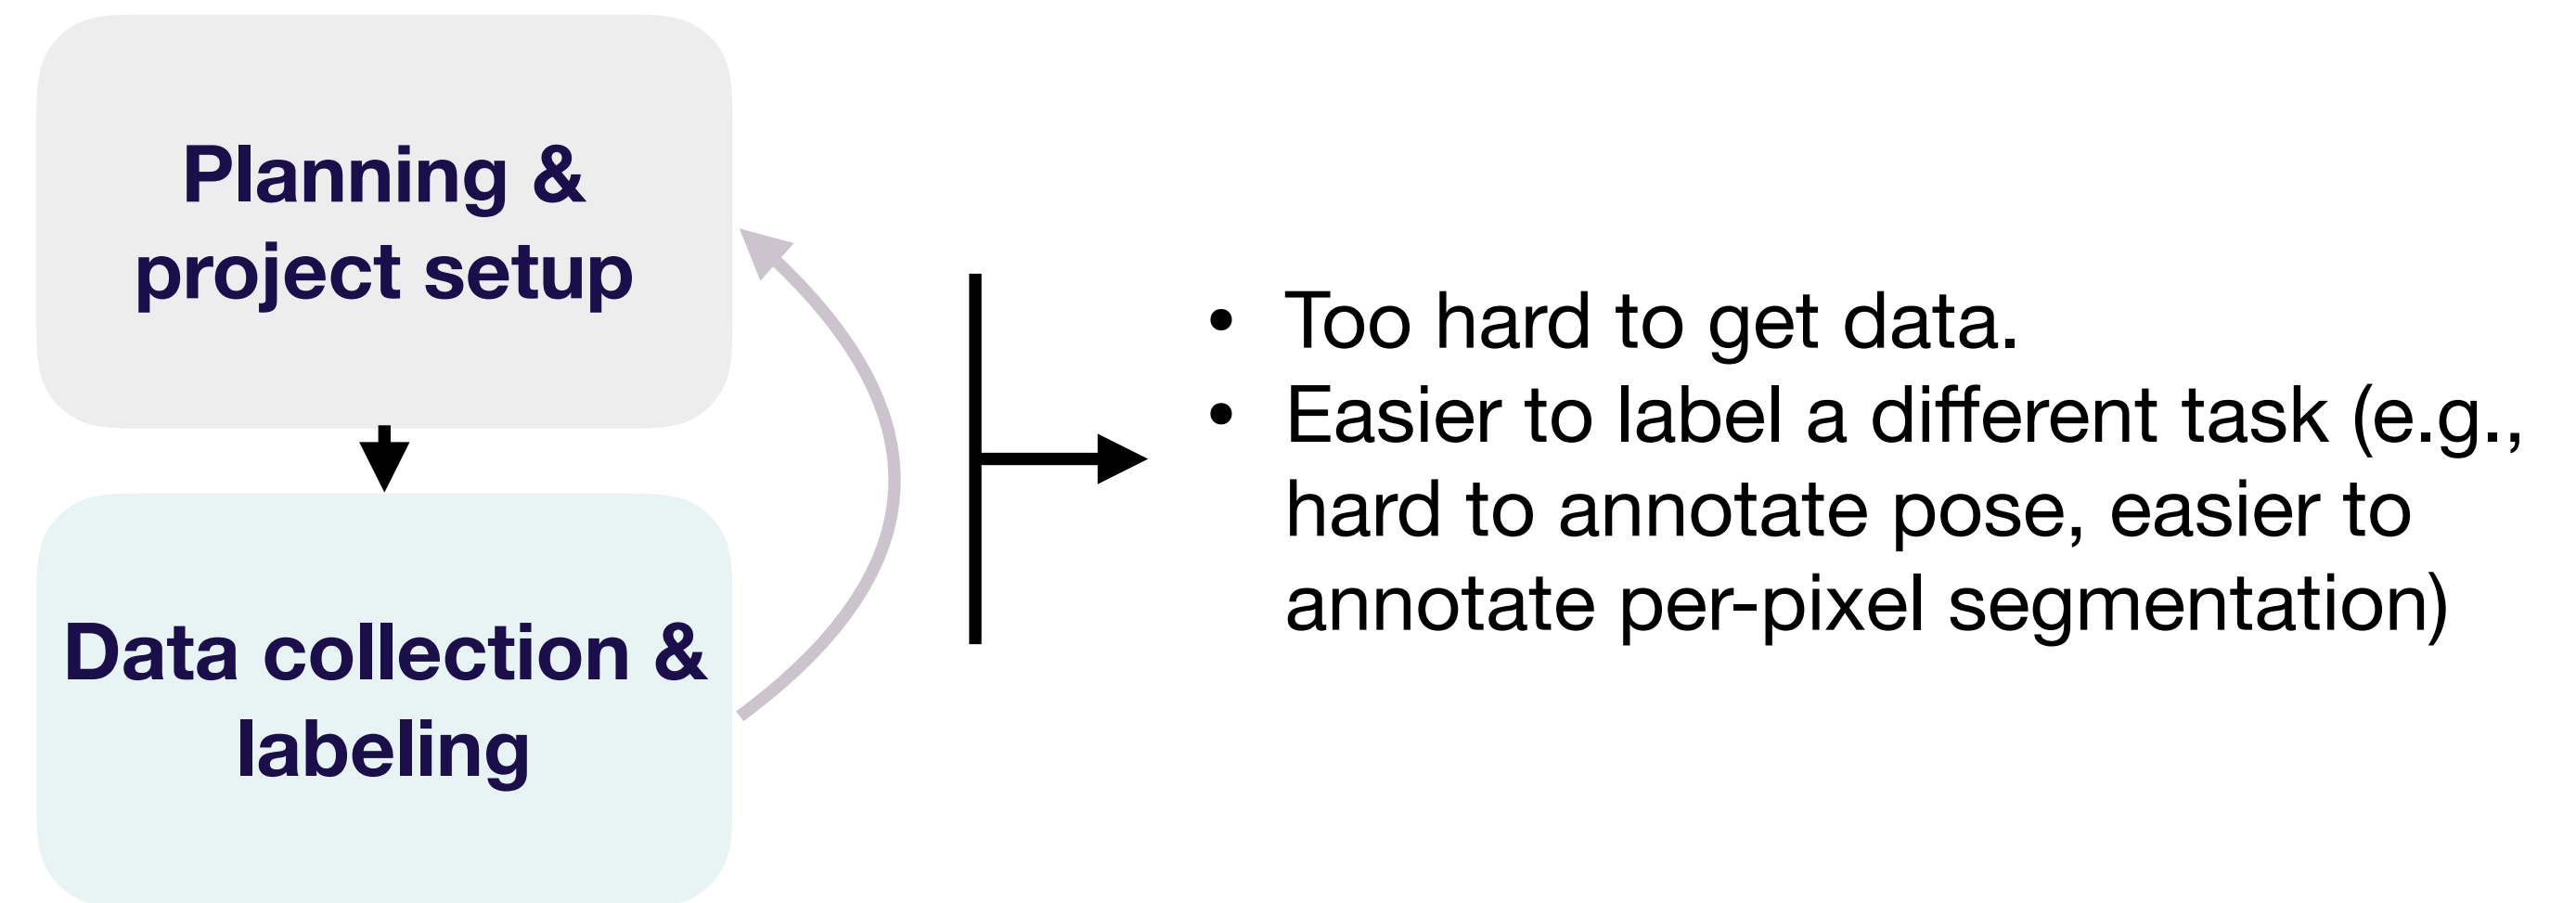 Planning &
project setup
Data collection &
labeling
• Too hard to get data.
• Easier to label a different task (e.g.,
hard to annotate pose, easier to
annotate per-pixel segmentation)